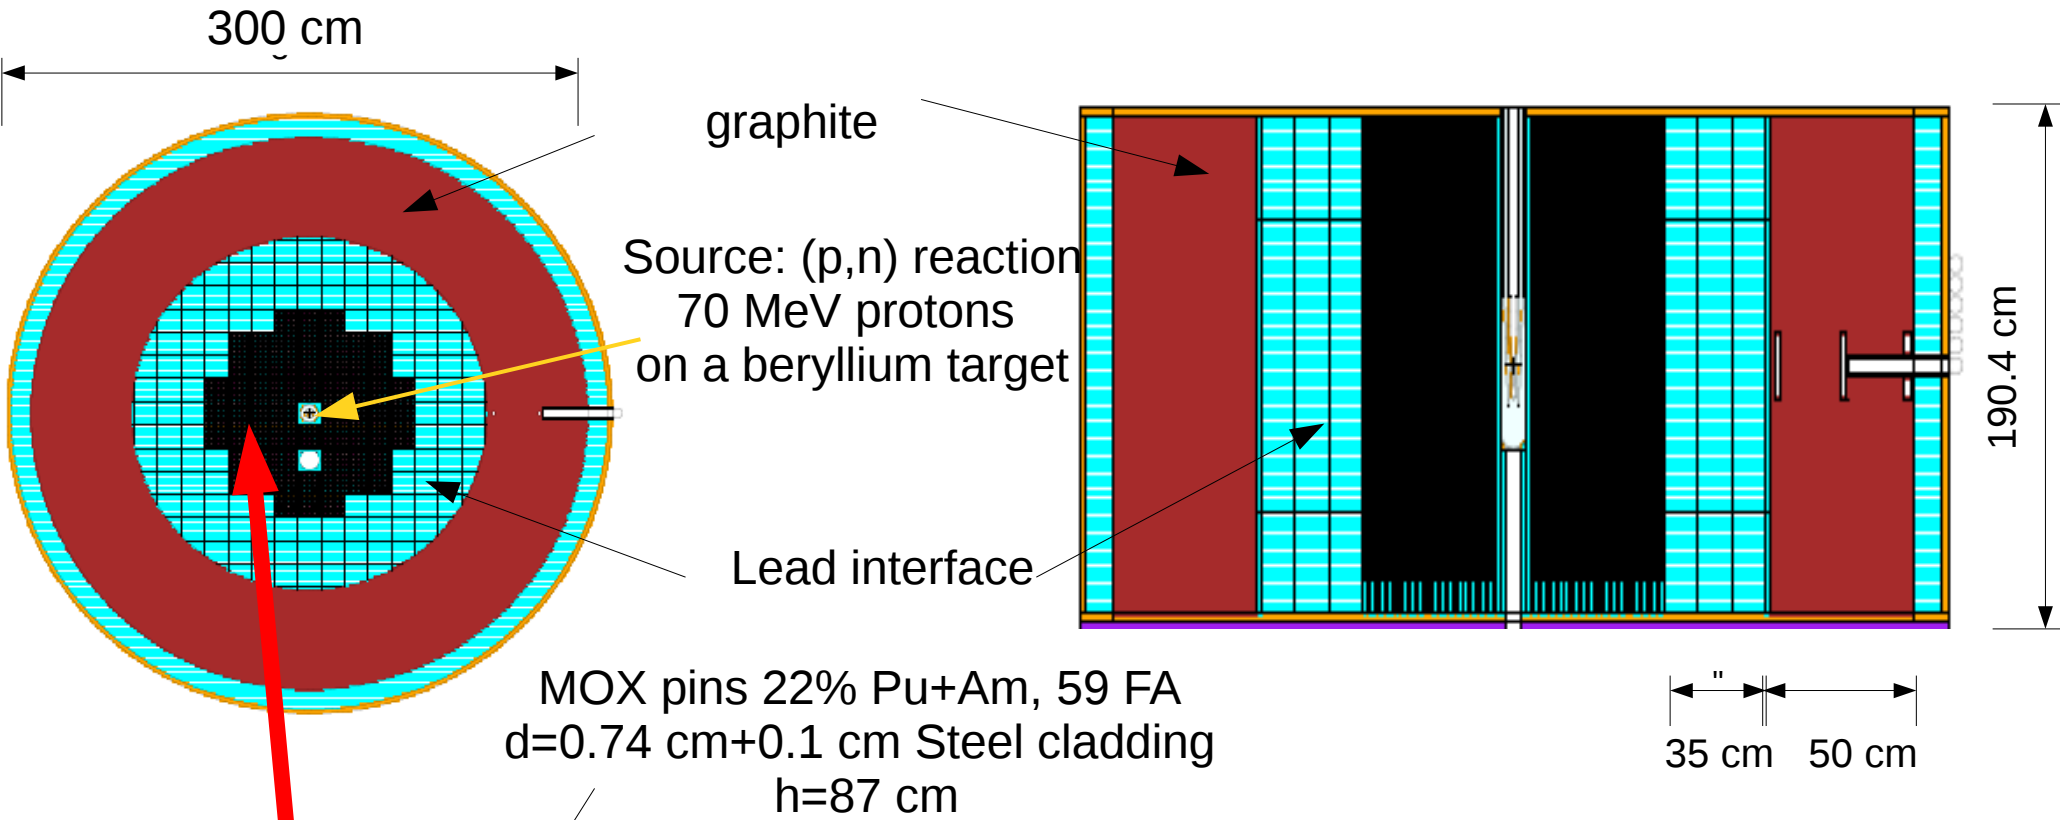 300 cm
graphite
Source: (p,n) reaction
70 MeV protons
on a beryllium target
190.4 cm
Lead interface
"
35 cm
50 cm
MOX pins 22% Pu+Am, 59 FA
d=0.74 cm+0.1 cm Steel cladding
h=87 cm